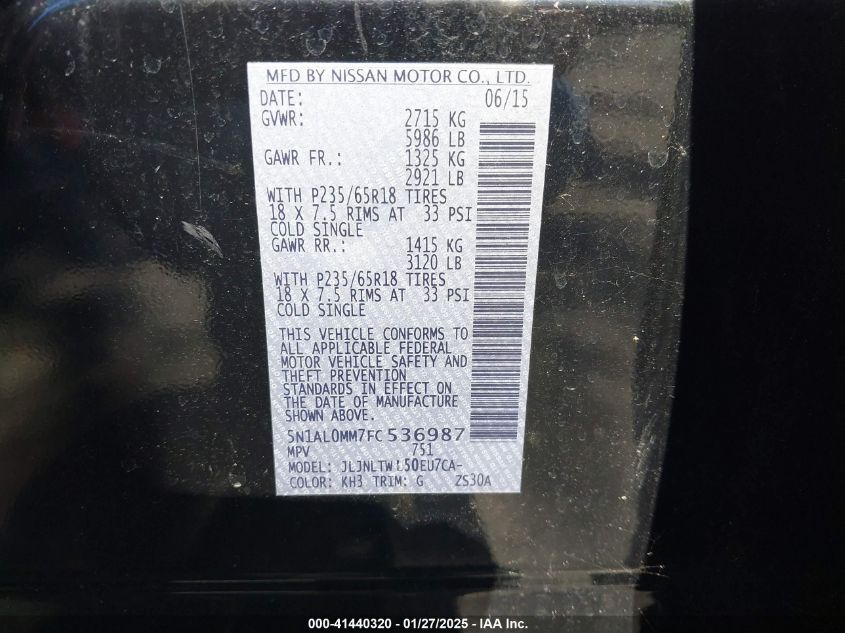 MFD BY NISSAN MOTOR CO., LTD.
DATE: 06/15
GVWR: 2715 KG
5986 LB
GAWR FR.: 1325 KG
2921 LB
WITH P235/65R18 TIRES
18 X 7.5 RIMS AT 33 PSI
COLD SINGLE
GAWR RR.: 1415 KG
3120 LB
WITH P235/65R18 TIRES
18 X 7.5 RIMS AT 33 PSI
COLD SINGLE
THIS VEHICLE CONFORMS TO
ALL APPLICABLE FEDERAL
MOTOR VEHICLE SAFETY AND
THEFT PREVENTION
STANDARDS IN EFFECT ON
THE DATE OF MANUFACTURE
SHOWN ABOVE.
5N1AL0MM7FC536987
MPV 751
MODEL:
COLOR: KH3 TRIM: G ZS30A
000-41440320 - 01/27/2025 - IAA Inc.